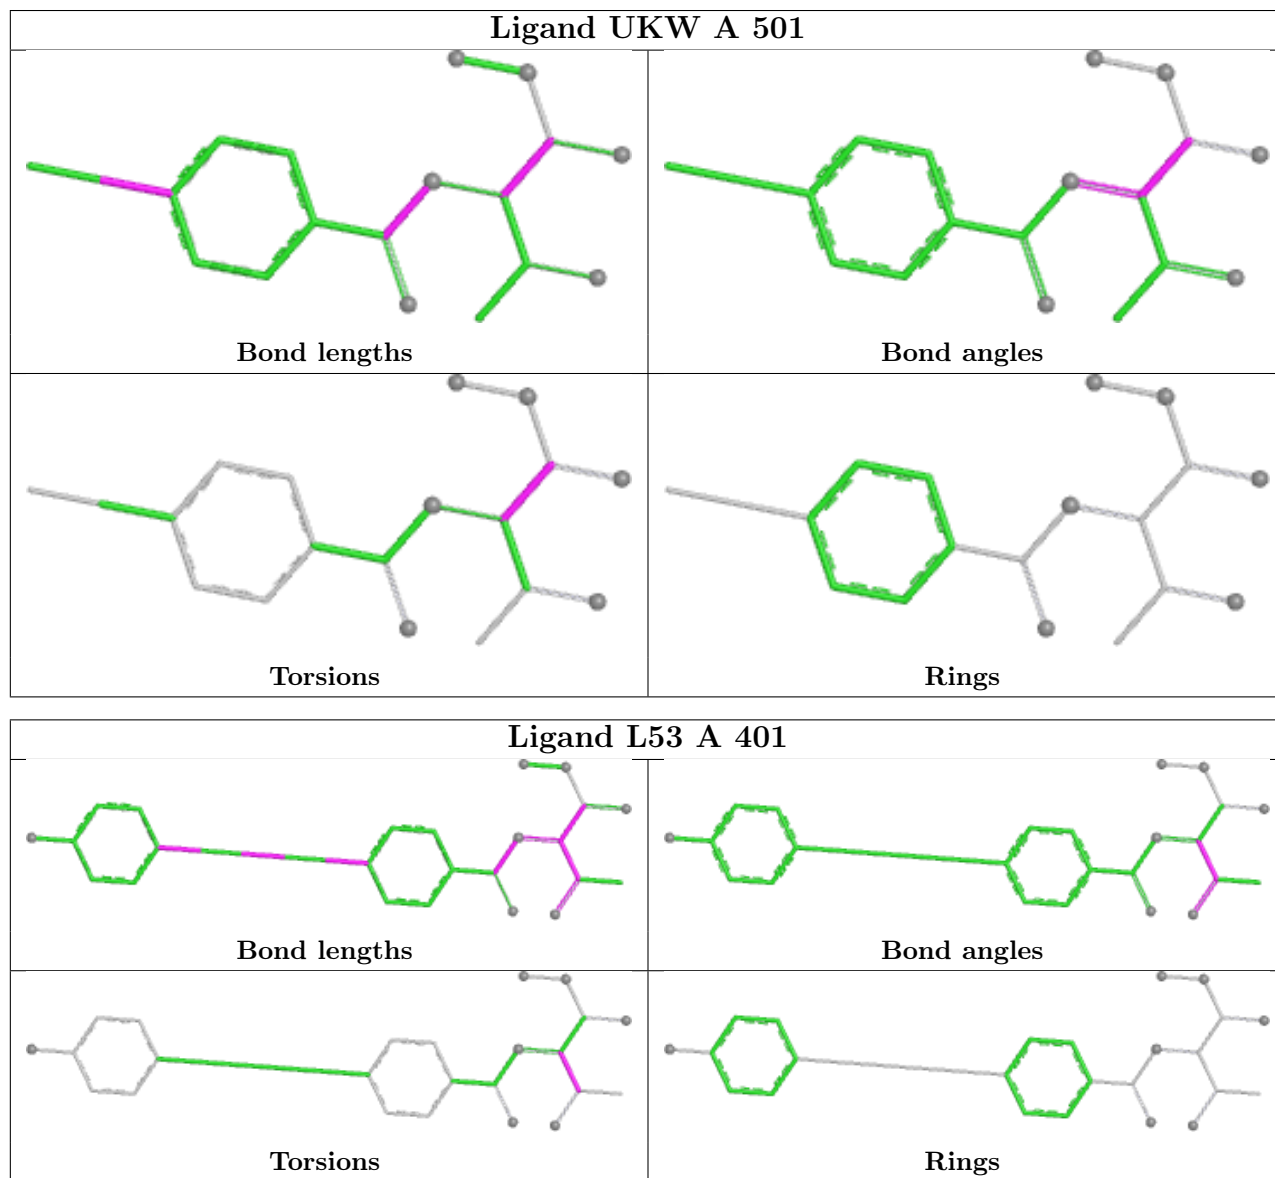 Ligand UKW A 501
Bond lengths
Bond angles
Torsions
Rings
Ligand L53 A 401
Bond lengths
Bond angles
Torsions
Rings